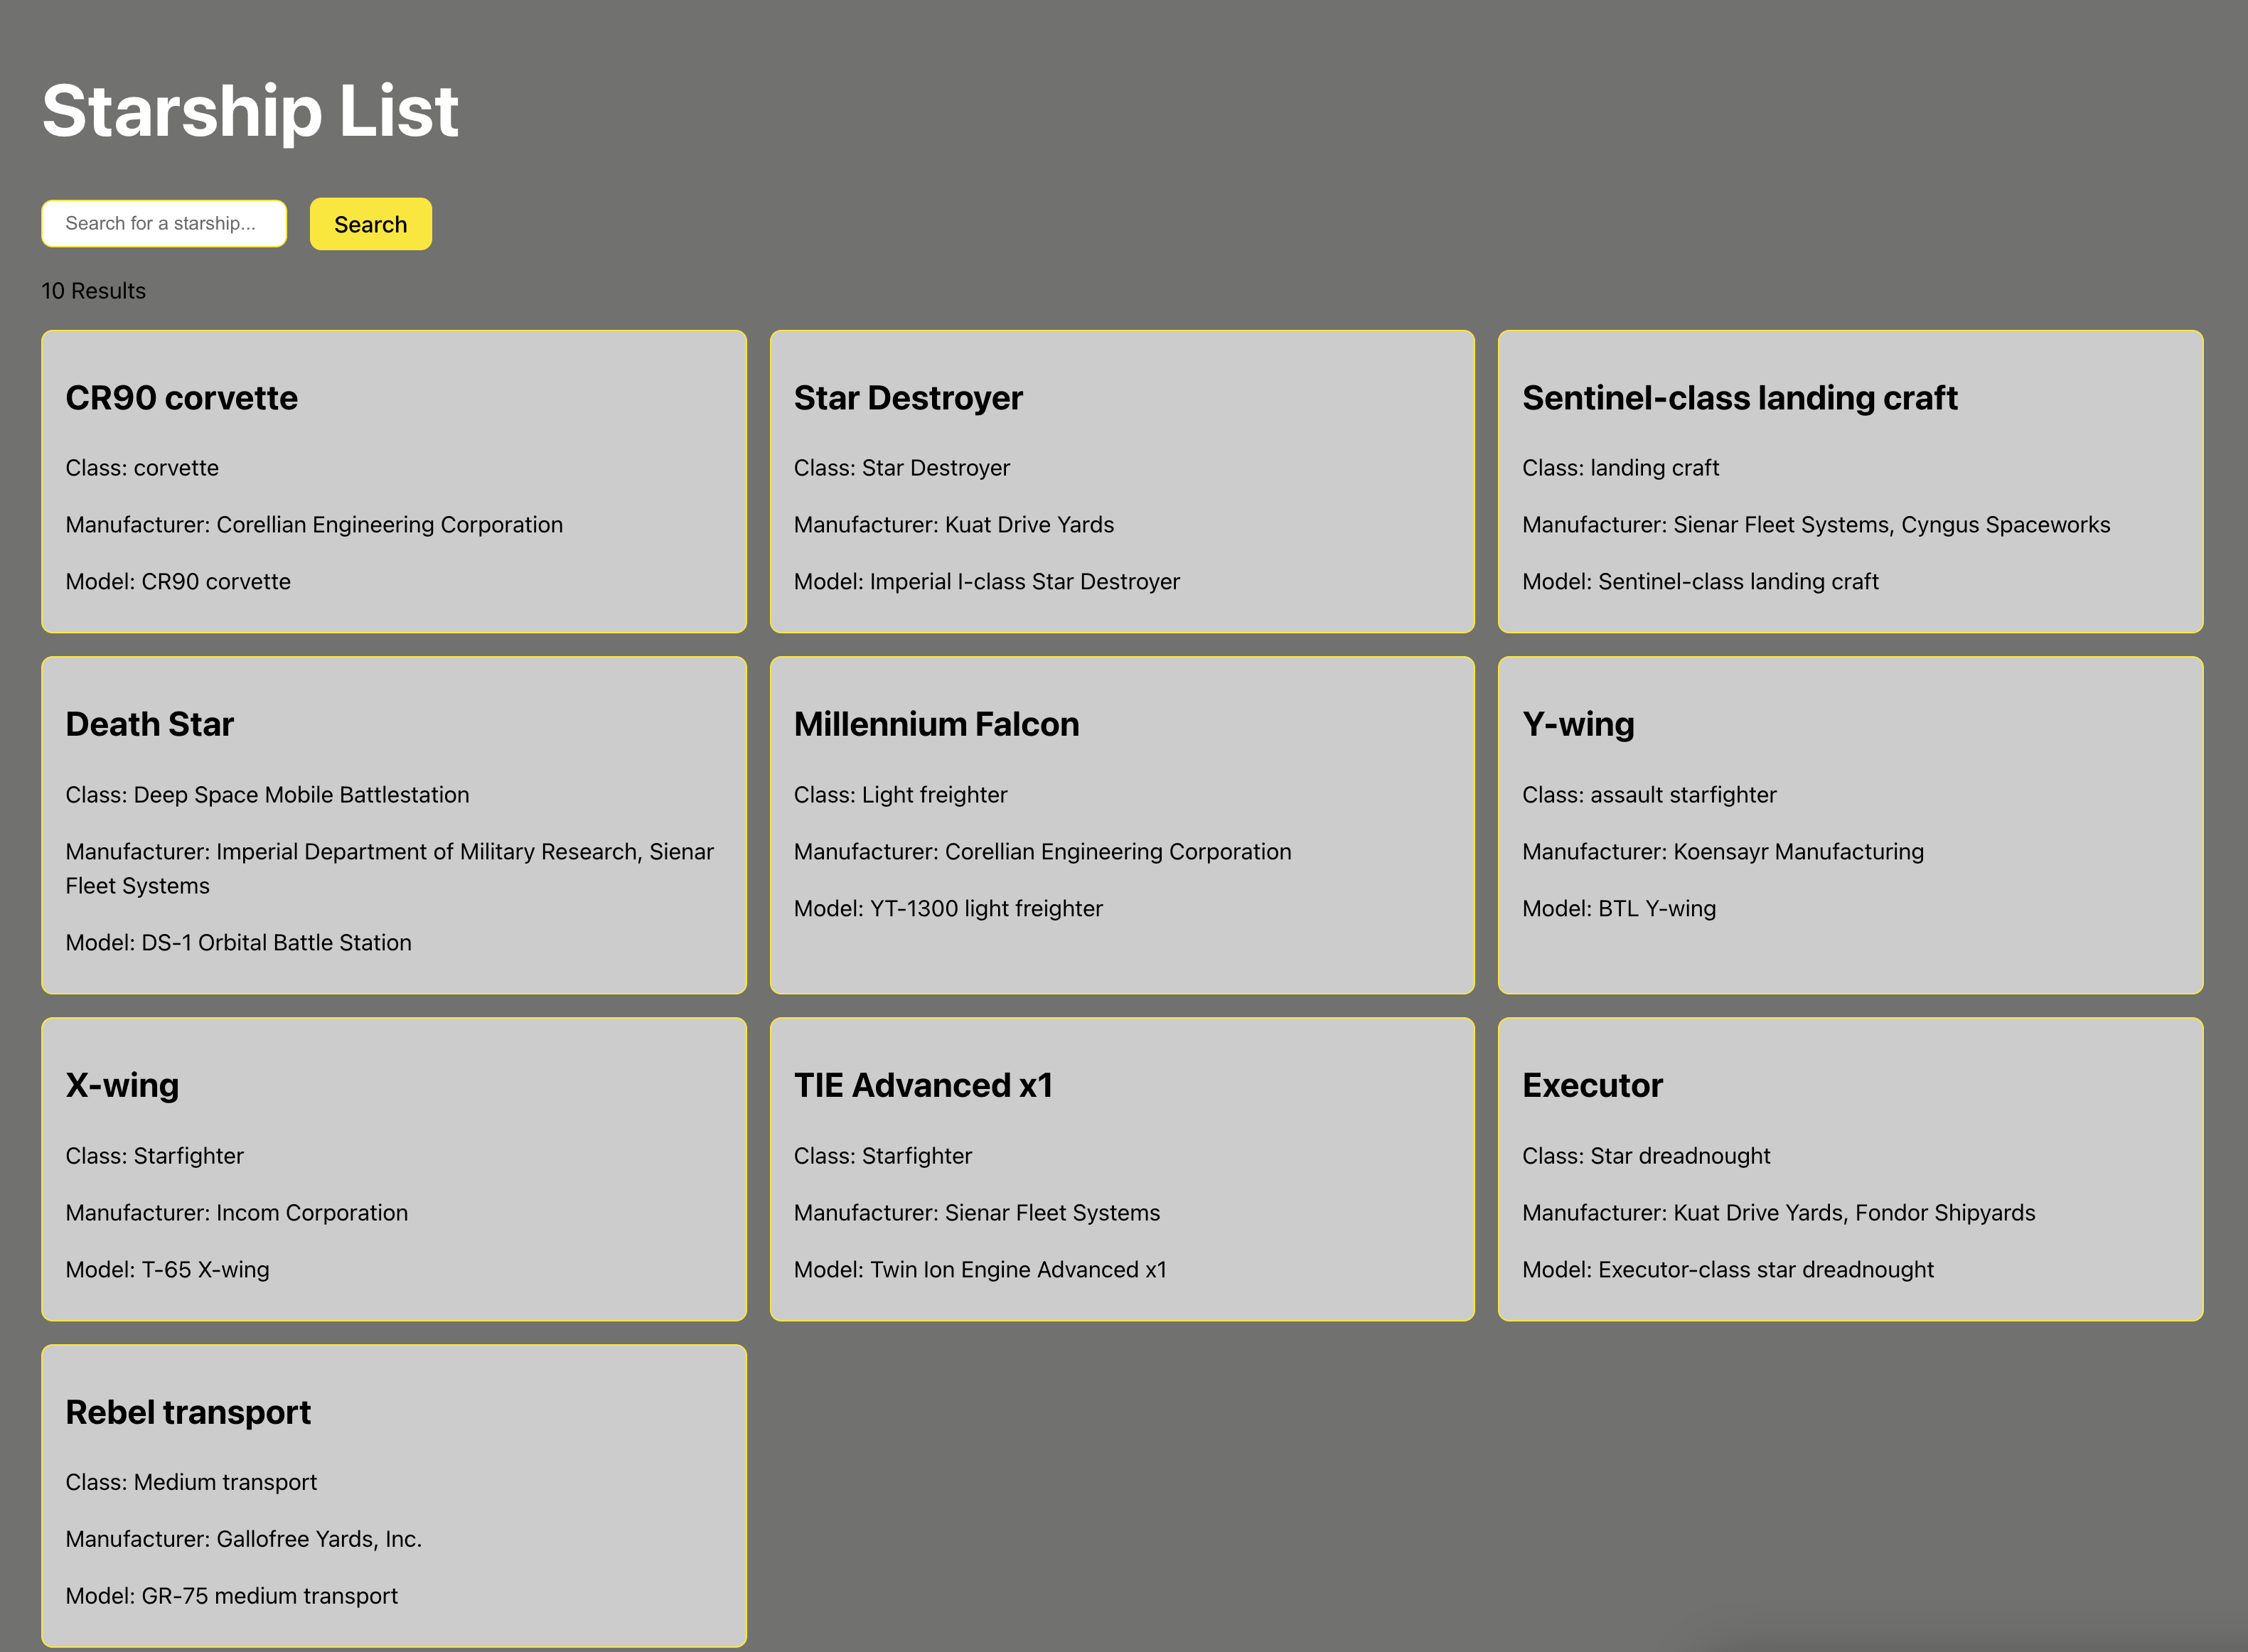 Starship List
Search for a starship...
Search
10 Results
CR90 corvette
Class: corvette
Manufacturer: Corellian Engineering Corporation
Model: CR90 corvette
Star Destroyer
Class: Star Destroyer
Manufacturer: Kuat Drive Yards
Model: Imperial I-class Star Destroyer
Sentinel-class landing craft
Class: landing craft
Manufacturer: Sienar Fleet Systems, Cyngus Spaceworks
Model: Sentinel-class landing craft
Death Star
Class: Deep Space Mobile Battlestation
Manufacturer: Imperial Department of Military Research, Sienar
Fleet Systems
Model: DS-1 Orbital Battle Station
Millennium Falcon
Class: Light freighter
Manufacturer: Corellian Engineering Corporation
Model: YT-1300 light freighter
Y-wing
Class: assault starfighter
Manufacturer: Koensayr Manufacturing
Model: BTL Y-wing
X-wing
Class: Starfighter
Manufacturer: Incom Corporation
Model: T-65 X-wing
TIE Advanced x1
Class: Starfighter
Manufacturer: Sienar Fleet Systems
Model: Twin Ion Engine Advanced x1
Executor
Class: Star dreadnought
Manufacturer: Kuat Drive Yards, Fondor Shipyards
Model: Executor-class star dreadnought
Rebel transport
Class: Medium transport
Manufacturer: Gallofree Yards, Inc.
Model: GR-75 medium transport